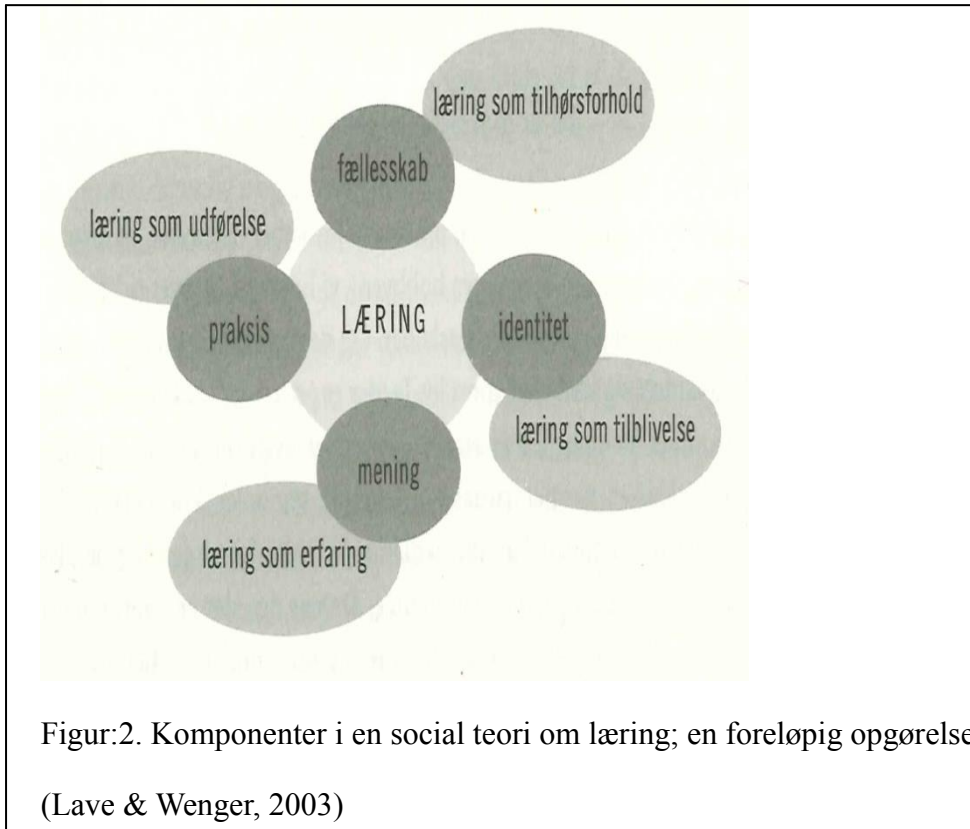 læring som tilhørsforhold
fællesskab
læring som udførelse
praksis
LÆRING
identitet
læring som tilblivelse
mening
læring som erfaring
Figur:2. Komponenter i en social teori om læring; en foreløpig opgørelse
(Lave & Wenger, 2003)